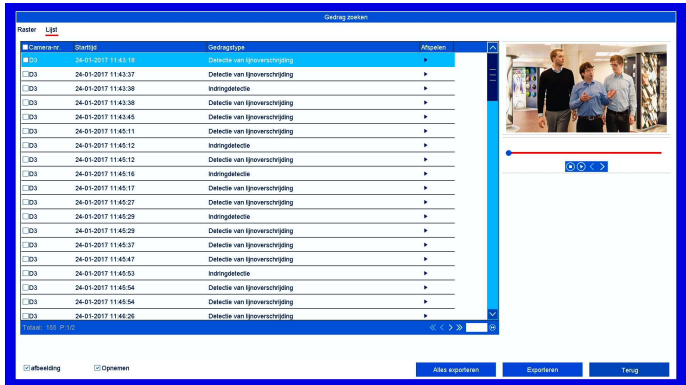 Gedrag zoeken
Raster Lijst
Camera-nr. Starttijd Gedragstype Afspelen
D3 24-01-2017 11:43:18 Detectie van lijnoverschrijding
D3 24-01-2017 11:43:37 Detectie van lijnoverschrijding
D3 24-01-2017 11:43:38 Indringdetectie
D3 24-01-2017 11:43:38 Detectie van lijnoverschrijding
D3 24-01-2017 11:43:45 Detectie van lijnoverschrijding
D3 24-01-2017 11:45:11 Detectie van lijnoverschrijding
D3 24-01-2017 11:45:12 Indringdetectie
D3 24-01-2017 11:45:12 Detectie van lijnoverschrijding
D3 24-01-2017 11:45:16 Indringdetectie
D3 24-01-2017 11:45:17 Detectie van lijnoverschrijding
D3 24-01-2017 11:45:27 Detectie van lijnoverschrijding
D3 24-01-2017 11:45:29 Indringdetectie
D3 24-01-2017 11:45:29 Detectie van lijnoverschrijding
D3 24-01-2017 11:45:37 Detectie van lijnoverschrijding
D3 24-01-2017 11:45:47 Detectie van lijnoverschrijding
D3 24-01-2017 11:45:53 Indringdetectie
D3 24-01-2017 11:45:54 Detectie van lijnoverschrijding
D3 24-01-2017 11:45:54 Detectie van lijnoverschrijding
D3 24-01-2017 11:46:26 Detectie van lijnoverschrijding
Totaal: 155 P:1/2
afbeelding Opnemen Alles exporteren Exporteren Terug